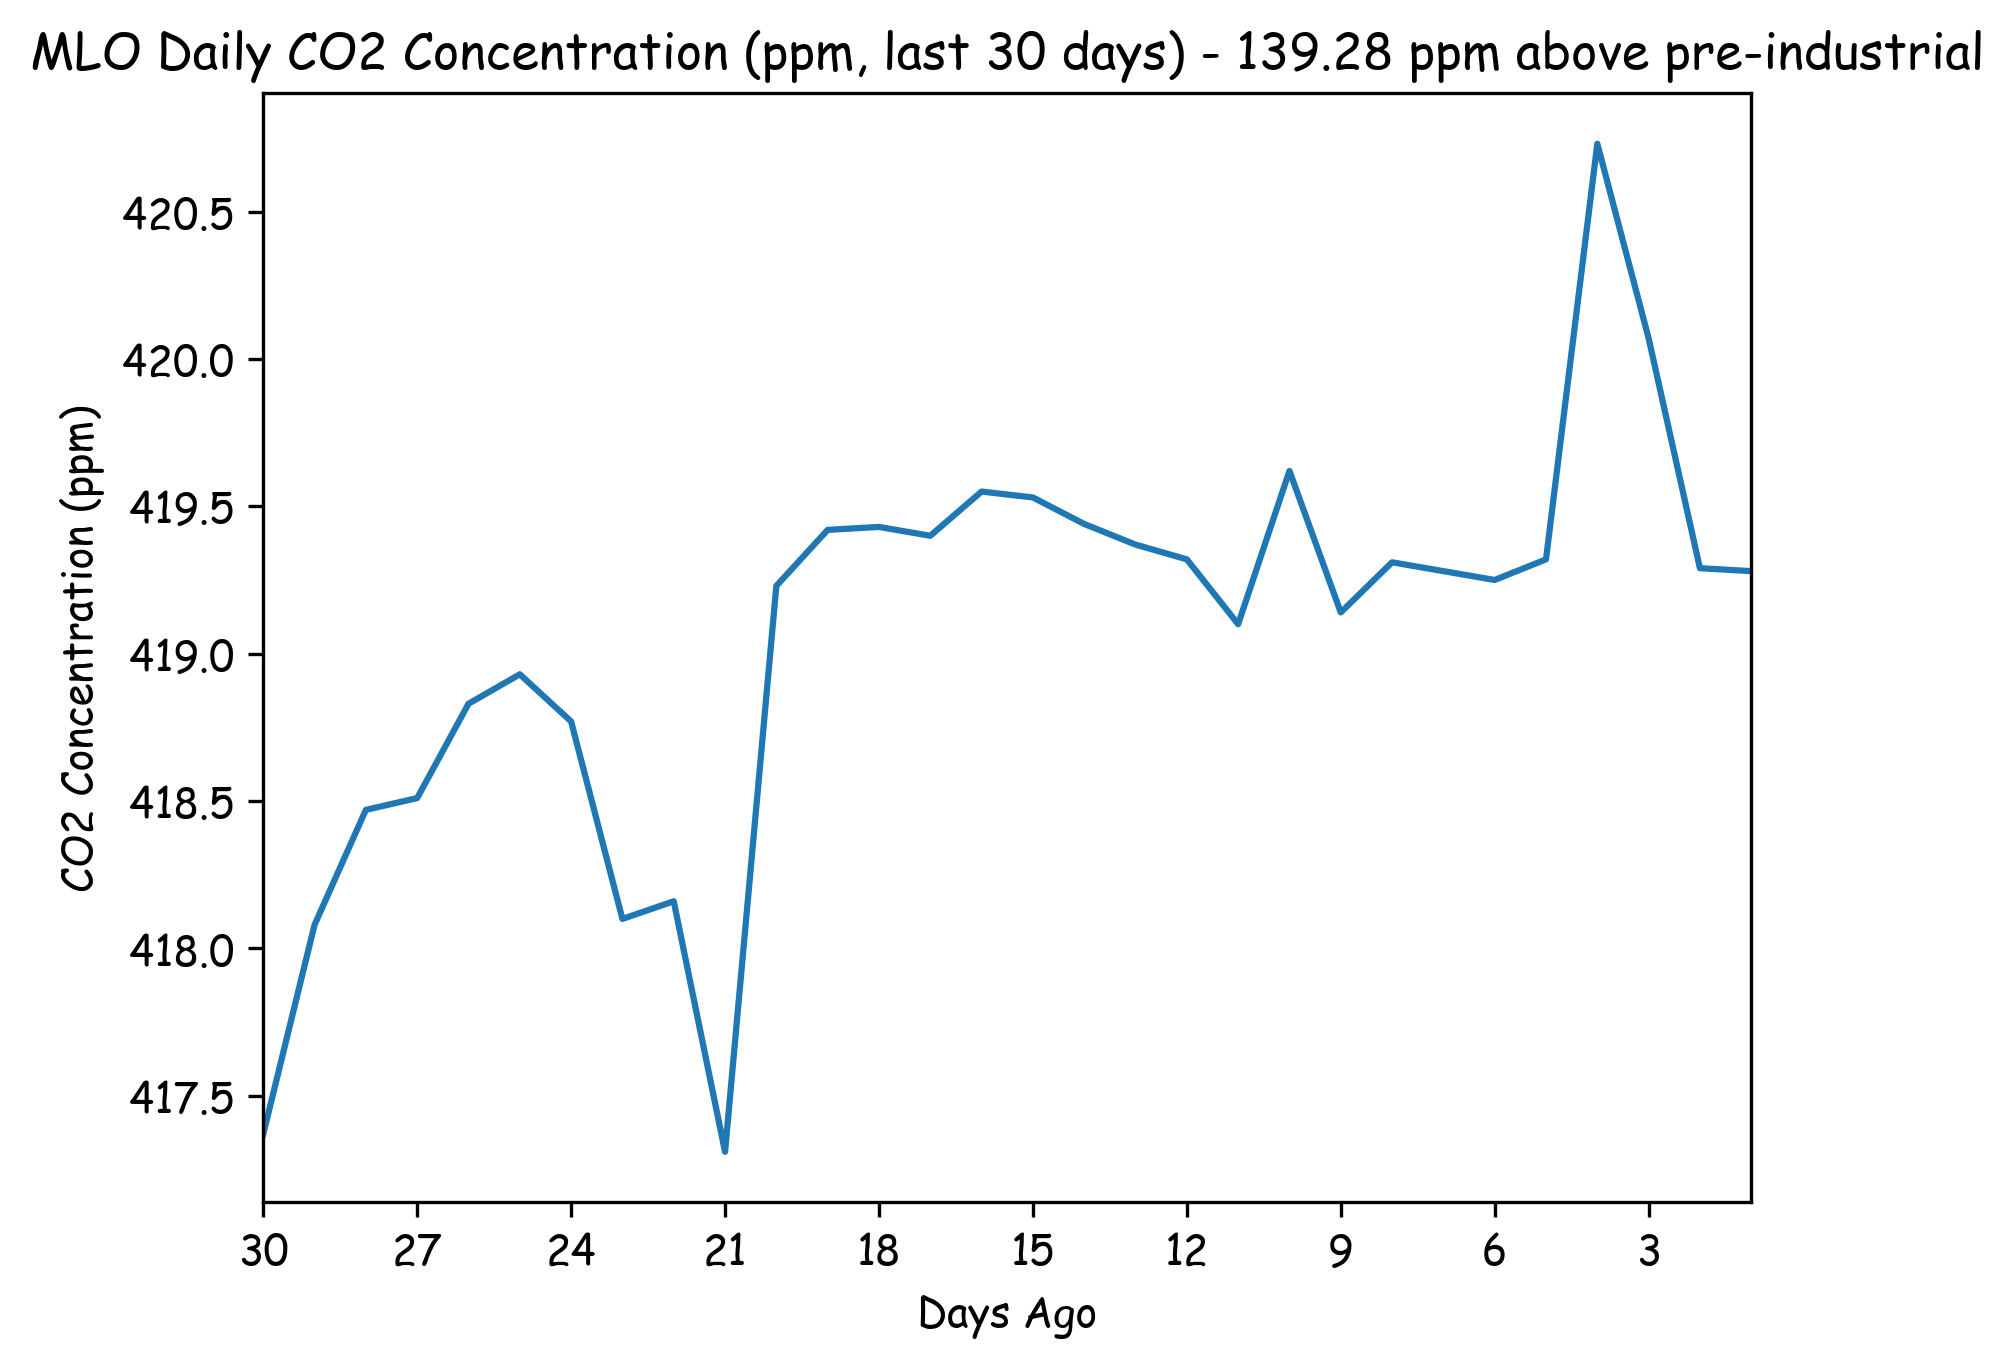 MLO Daily CO2 Concentration (ppm, last 30 days) - 139.28 ppm above pre-industrial
CO2 Concentration (ppm)
420.5
420.0
419.5
419.0
418.5
418.0
417.5
30 27 24 21 18 15 12 9 6 3
Days Ago